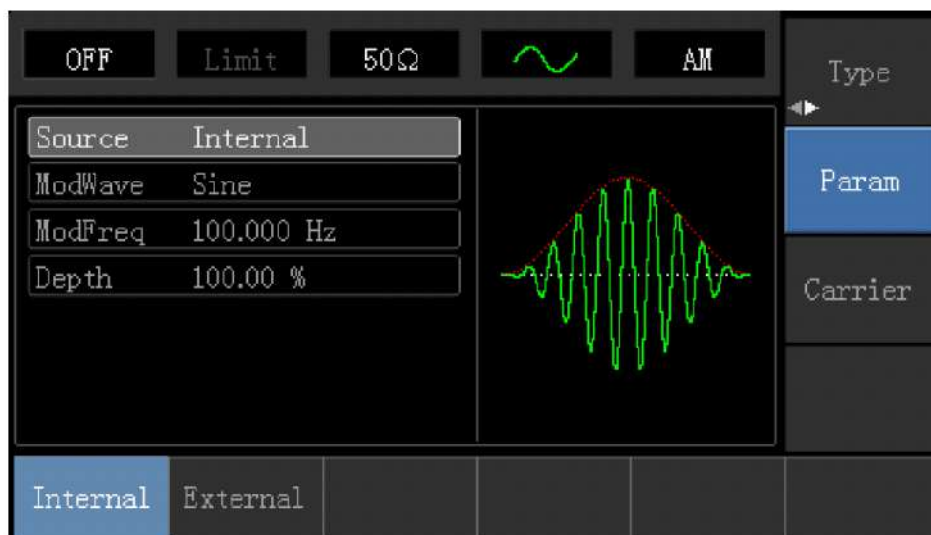 OFF Limit 50Ω AM
Type
Source Internal
ModWave Sine
Param
ModFreq 100.000 Hz
Depth 100.00 %
Carrier
Internal External